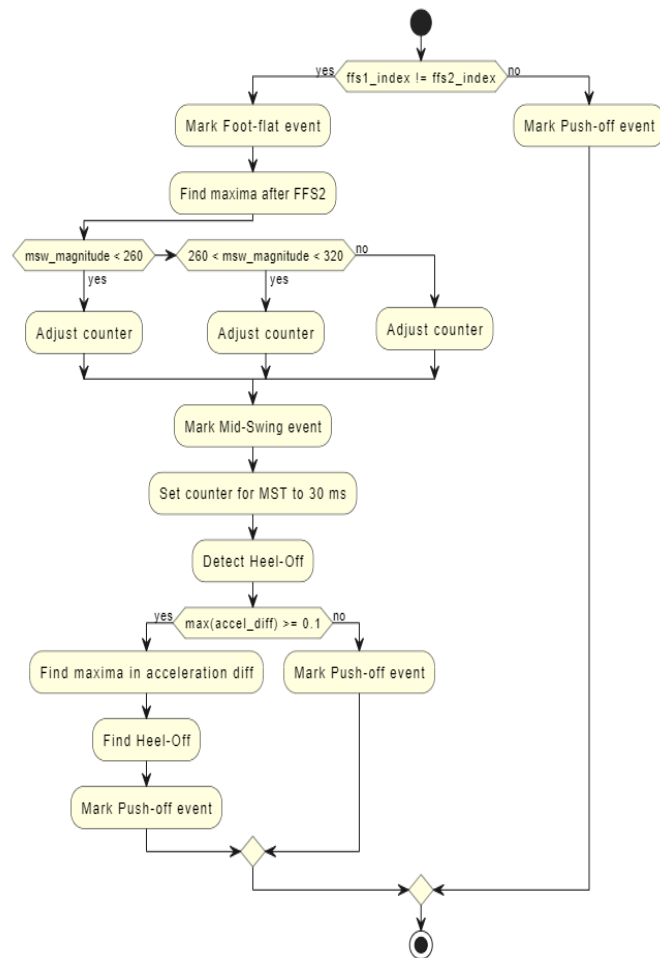 ffs1_index != ffs2_index
yes
no
Mark Foot-flat event
Mark Push-off event
Find maxima after FFS2
msw_magnitude < 260
260 < msw_magnitude < 320
no
yes
yes
Adjust counter
Adjust counter
Adjust counter
Mark Mid-Swing event
Set counter for MST to 30 ms
Detect Heel-Off
yes
max(accel_diff) >= 0.1
no
Find maxima in acceleration diff
Mark Push-off event
Find Heel-Off
Mark Push-off event